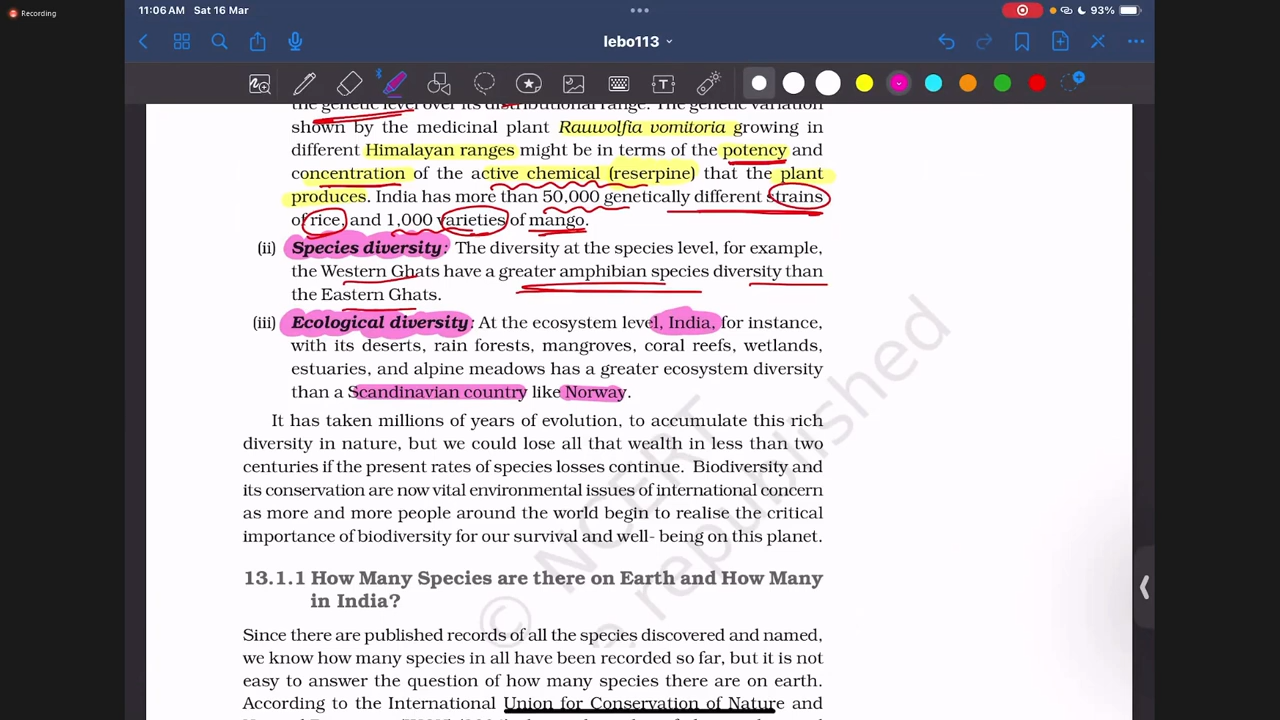 Recording
11:06 AM Sat 16 Mar
93%
lebo113
the genetic level over its distributional range. The genetic variation
shown by the medicinal plant Rauwolfia vomitoria growing in
different Himalayan ranges might be in terms of the potency and
concentration of the active chemical (reserpine) that the plant
produces. India has more than 50,000 genetically different strains
of rice, and 1,000 varieties of mango.
(ii) Species diversity: The diversity at the species level, for example,
the Western Ghats have a greater amphibian species diversity than
the Eastern Ghats.
(iii) Ecological diversity: At the ecosystem level, India, for instance,
with its deserts, rain forests, mangroves, coral reefs, wetlands,
estuaries, and alpine meadows has a greater ecosystem diversity
than a Scandinavian country like Norway.
It has taken millions of years of evolution, to accumulate this rich
diversity in nature, but we could lose all that wealth in less than two
centuries if the present rates of species losses continue. Biodiversity and
its conservation are now vital environmental issues of international concern
as more and more people around the world begin to realise the critical
importance of biodiversity for our survival and well- being on this planet.
© NCERT
republished
13.1.1 How Many Species are there on Earth and How Many
in India?
Since there are published records of all the species discovered and named,
we know how many species in all have been recorded so far, but it is not
easy to answer the question of how many species there are on earth.
According to the International Union for Conservation of Nature and